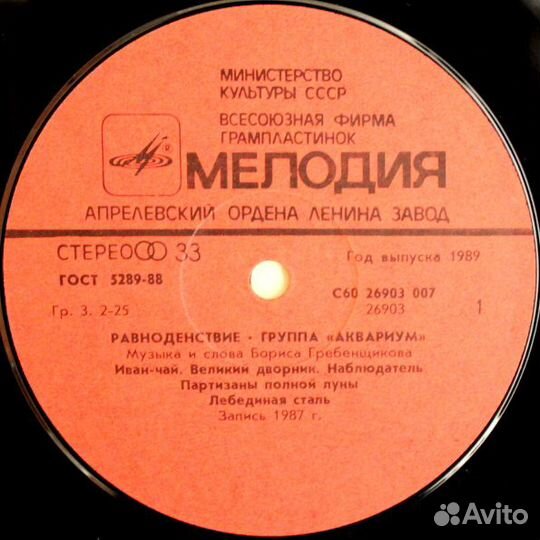 МИНИСТЕРСТВО
КУЛЬТУРЫ СССР
ВСЕСОЮЗНАЯ ФИРМА
ГРАМПЛАСТИНОК
МЕЛОДИЯ
АПРЕЛЕВСКИЙ ОРДЕНА ЛЕНИНА ЗАВОД
СТЕРЕО 33
Год выпуска 1989
ГОСТ 5289-88
С60 26903 007
Гр. 3. 2-25
26903
1
РАВНОДЕНСТВИЕ · ГРУППА «АКВАРИУМ»
Музыка и слова Бориса Гребенщикова
Иван-чай. Великий дворник. Наблюдатель
Партизаны полной луны
Лебединая сталь
Запись 1987 г.
Avito